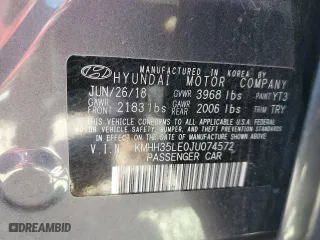 MANUFACTURED IN KOREA BY
HYUNDAI MOTOR COMPANY
JUN/26/18 GVWR 3968 lbs PAINT YT3
GAWR FRONT 2183 lbs GAWR REAR 2006 lbs TRIM TRY
THIS VEHICLE CONFORMS TO ALL APPLICABLE
FEDERAL MOTOR VEHICLE SAFETY, BUMPER, AND
THEFT PREVENTION STANDARDS IN EFFECT ON
THE DATE OF MANUFACTURE SHOWN ABOVE.
V.I.N. KMHH35LE0JU074572
PASSENGER CAR
© AUTOBIDMASTER